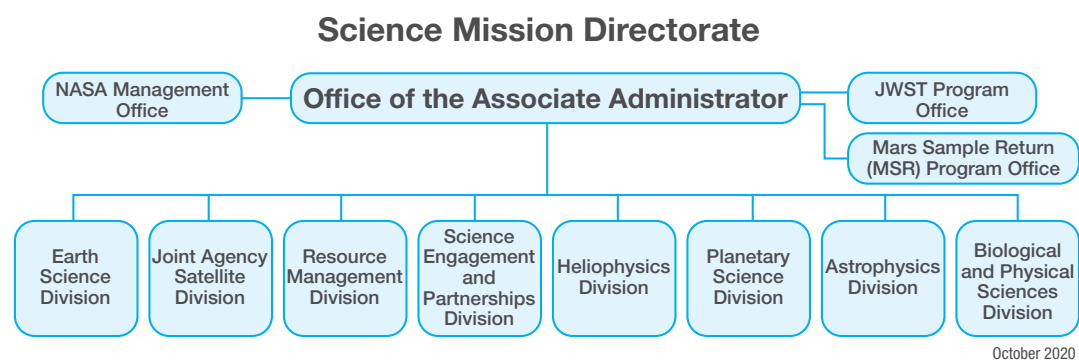 Science Mission Directorate
NASA Management
Office
Office of the Associate Administrator
JWST Program
Office
Mars Sample Return
(MSR) Program Office
Earth
Science
Division
Joint Agency
Satellite
Division
Resource
Management
Division
Science
Engagement
and
Partnerships
Division
Heliophysics
Division
Planetary
Science
Division
Astrophysics
Division
Biological
and Physical
Sciences
Division
October 2020